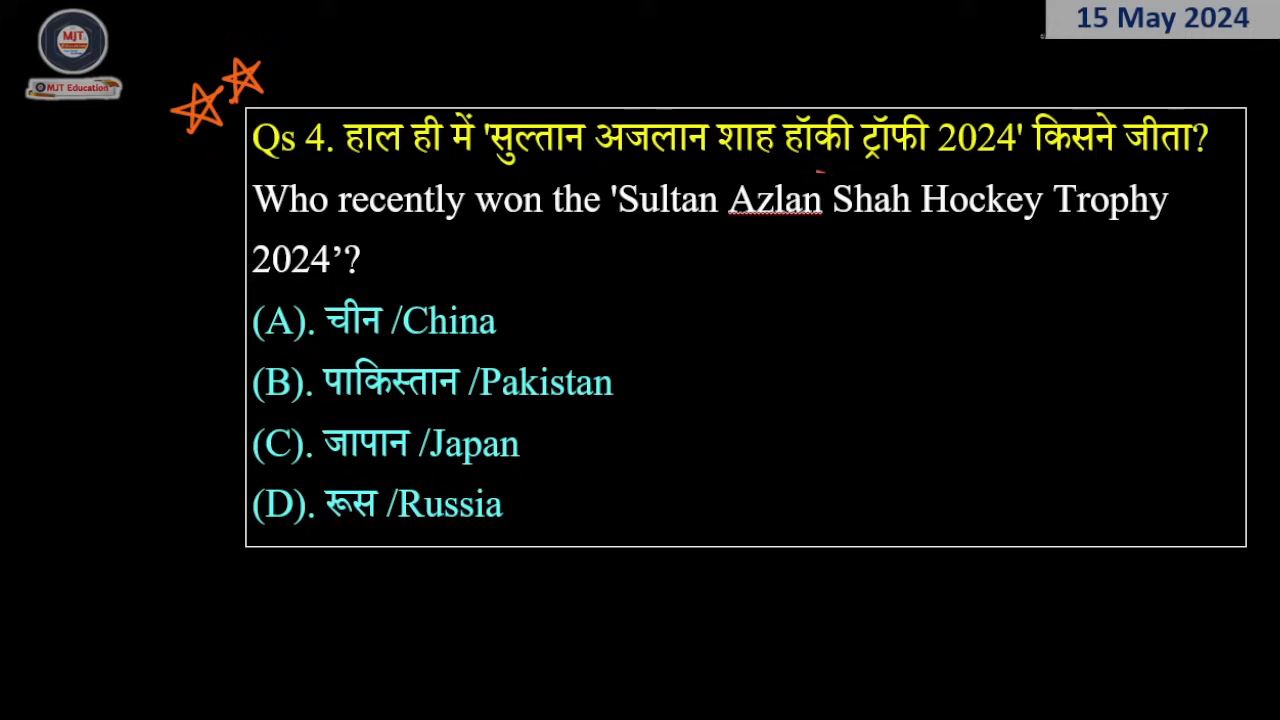 15 May 2024
MJT
Education
MJT Education
Qs 4. हाल ही में 'सुल्तान अजलान शाह हॉकी ट्रॉफी 2024' किसने जीता?
Who recently won the 'Sultan Azlan Shah Hockey Trophy
2024’?
(A). चीन /China
(B). पाकिस्तान /Pakistan
(C). जापान /Japan
(D). रूस /Russia